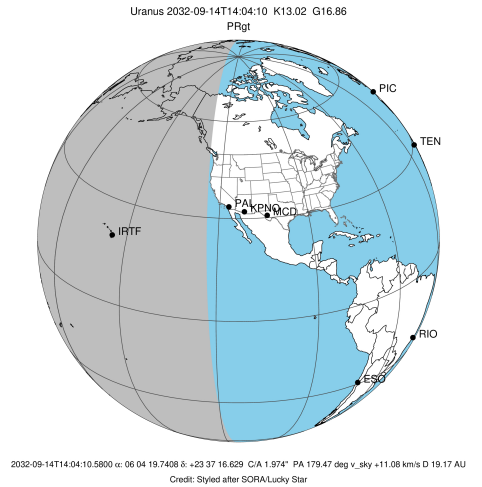 Uranus 2032-09-14T14:04:10  K13.02  G16.86
PRgt
PIC
TEN
PAL
KPNO
MCD
IRTF
RIO
ESO
2032-09-14T14:04:10.5800 α: 06 04 19.7408 δ: +23 37 16.629  C/A 1.974"  PA 179.47 deg v_sky +11.08 km/s D 19.17 AU
Credit: Styled after SORA/Lucky Star